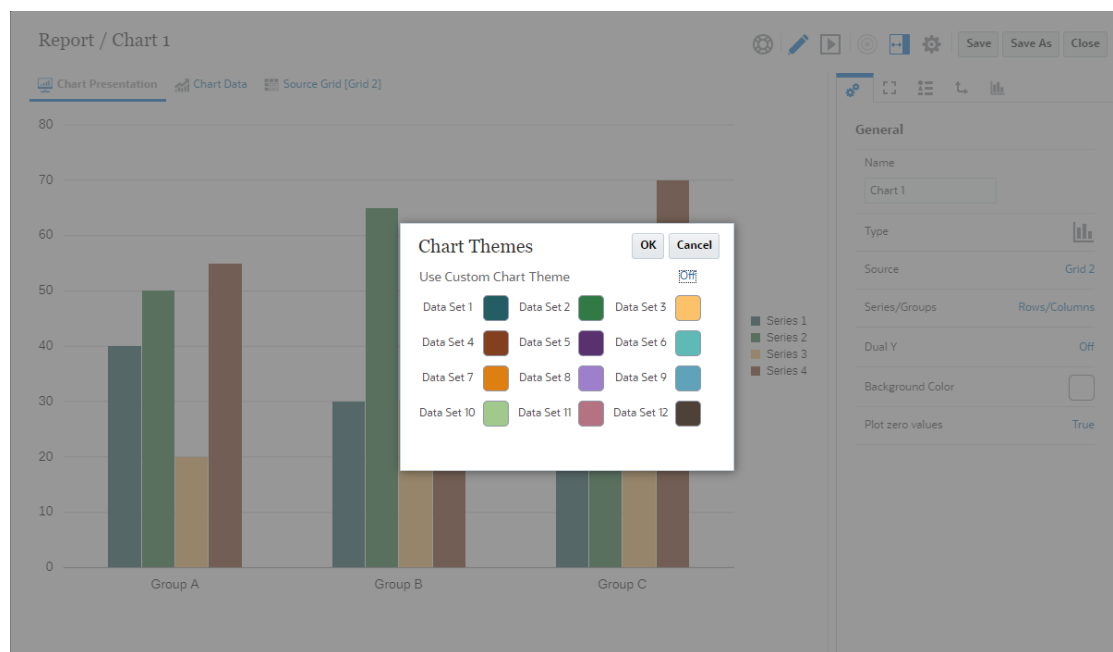 Report / Chart 1
Save Save As Close
Chart Presentation Chart Data Source Grid [Grid 2]
80
70
60
50
40
30
20
10
0
Group A Group B Group C
Series 1
Series 2
Series 3
Series 4
Chart Themes OK Cancel
Use Custom Chart Theme Off
Data Set 1 Data Set 2 Data Set 3
Data Set 4 Data Set 5 Data Set 6
Data Set 7 Data Set 8 Data Set 9
Data Set 10 Data Set 11 Data Set 12
General
Name
Chart 1
Type
Source Grid 2
Series/Groups Rows/Columns
Dual Y Off
Background Color
Plot zero values True